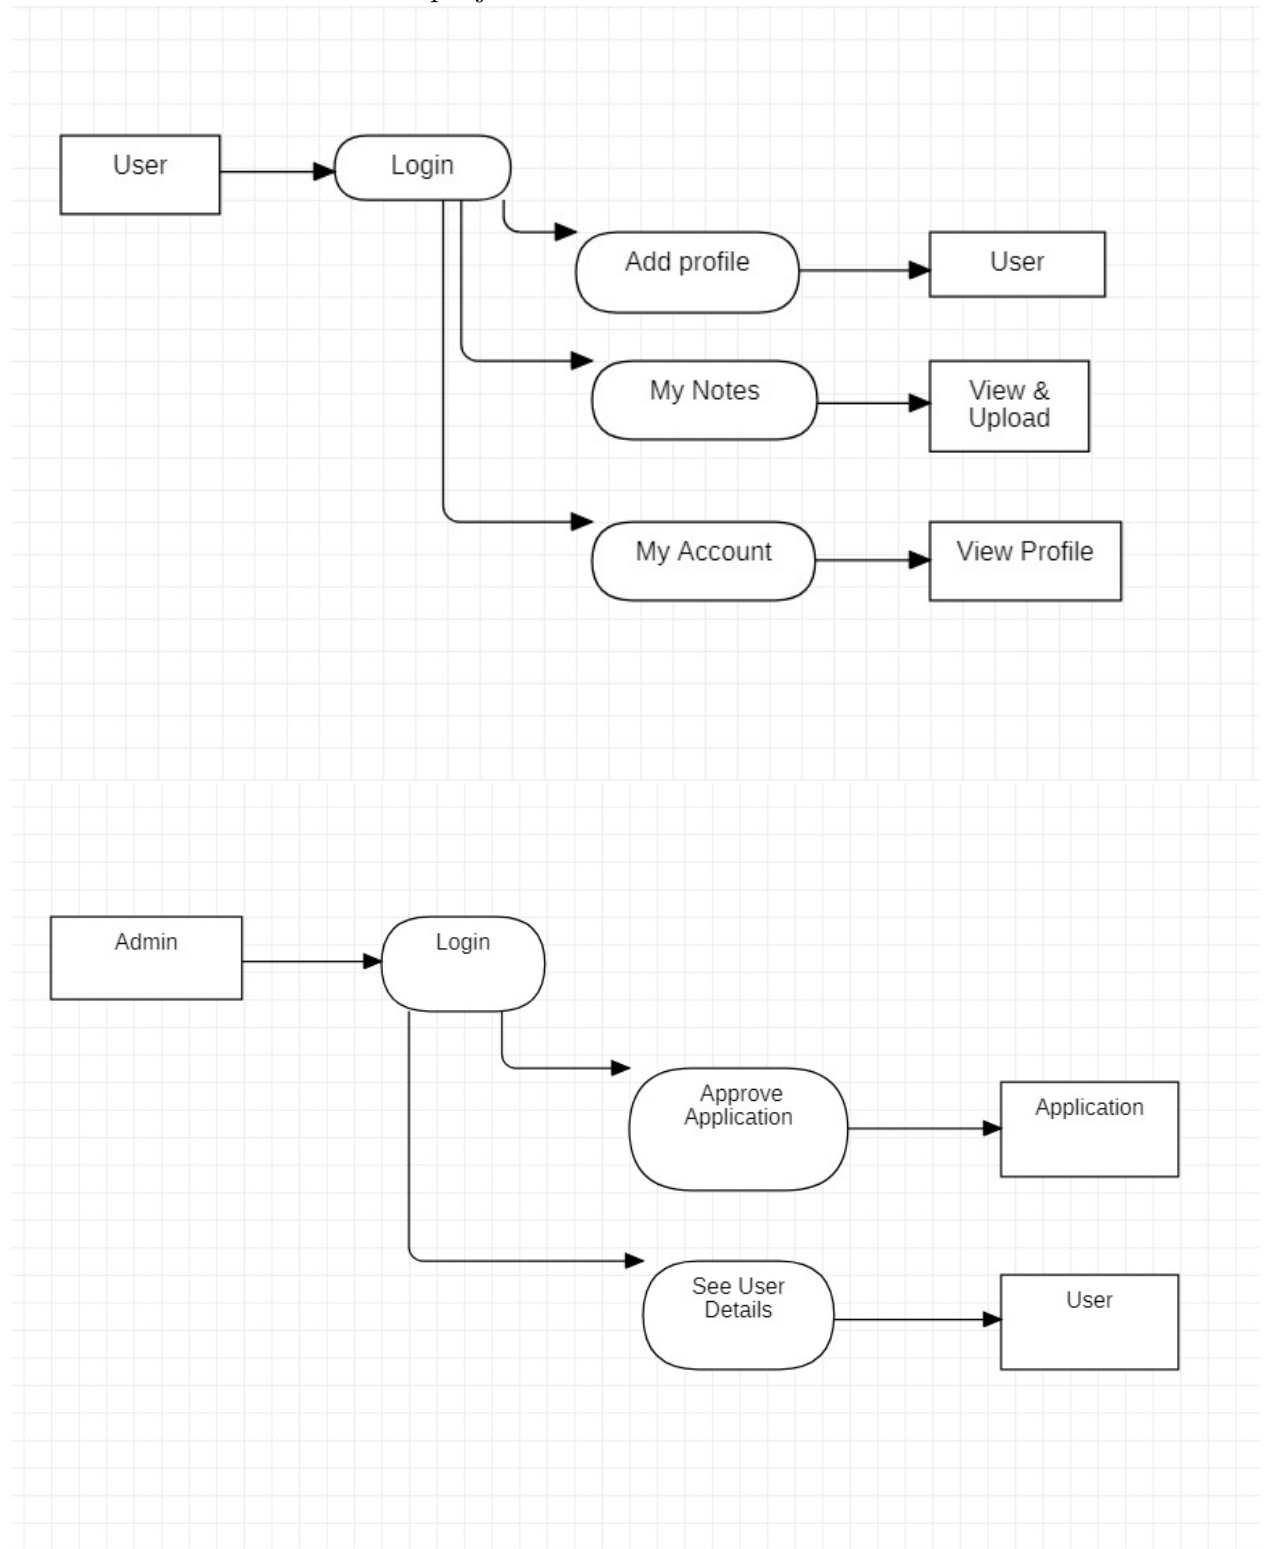 User
Login
Add profile
User
My Notes
View &
Upload
My Account
View Profile
Admin
Login
Approve
Application
Application
See User
Details
User